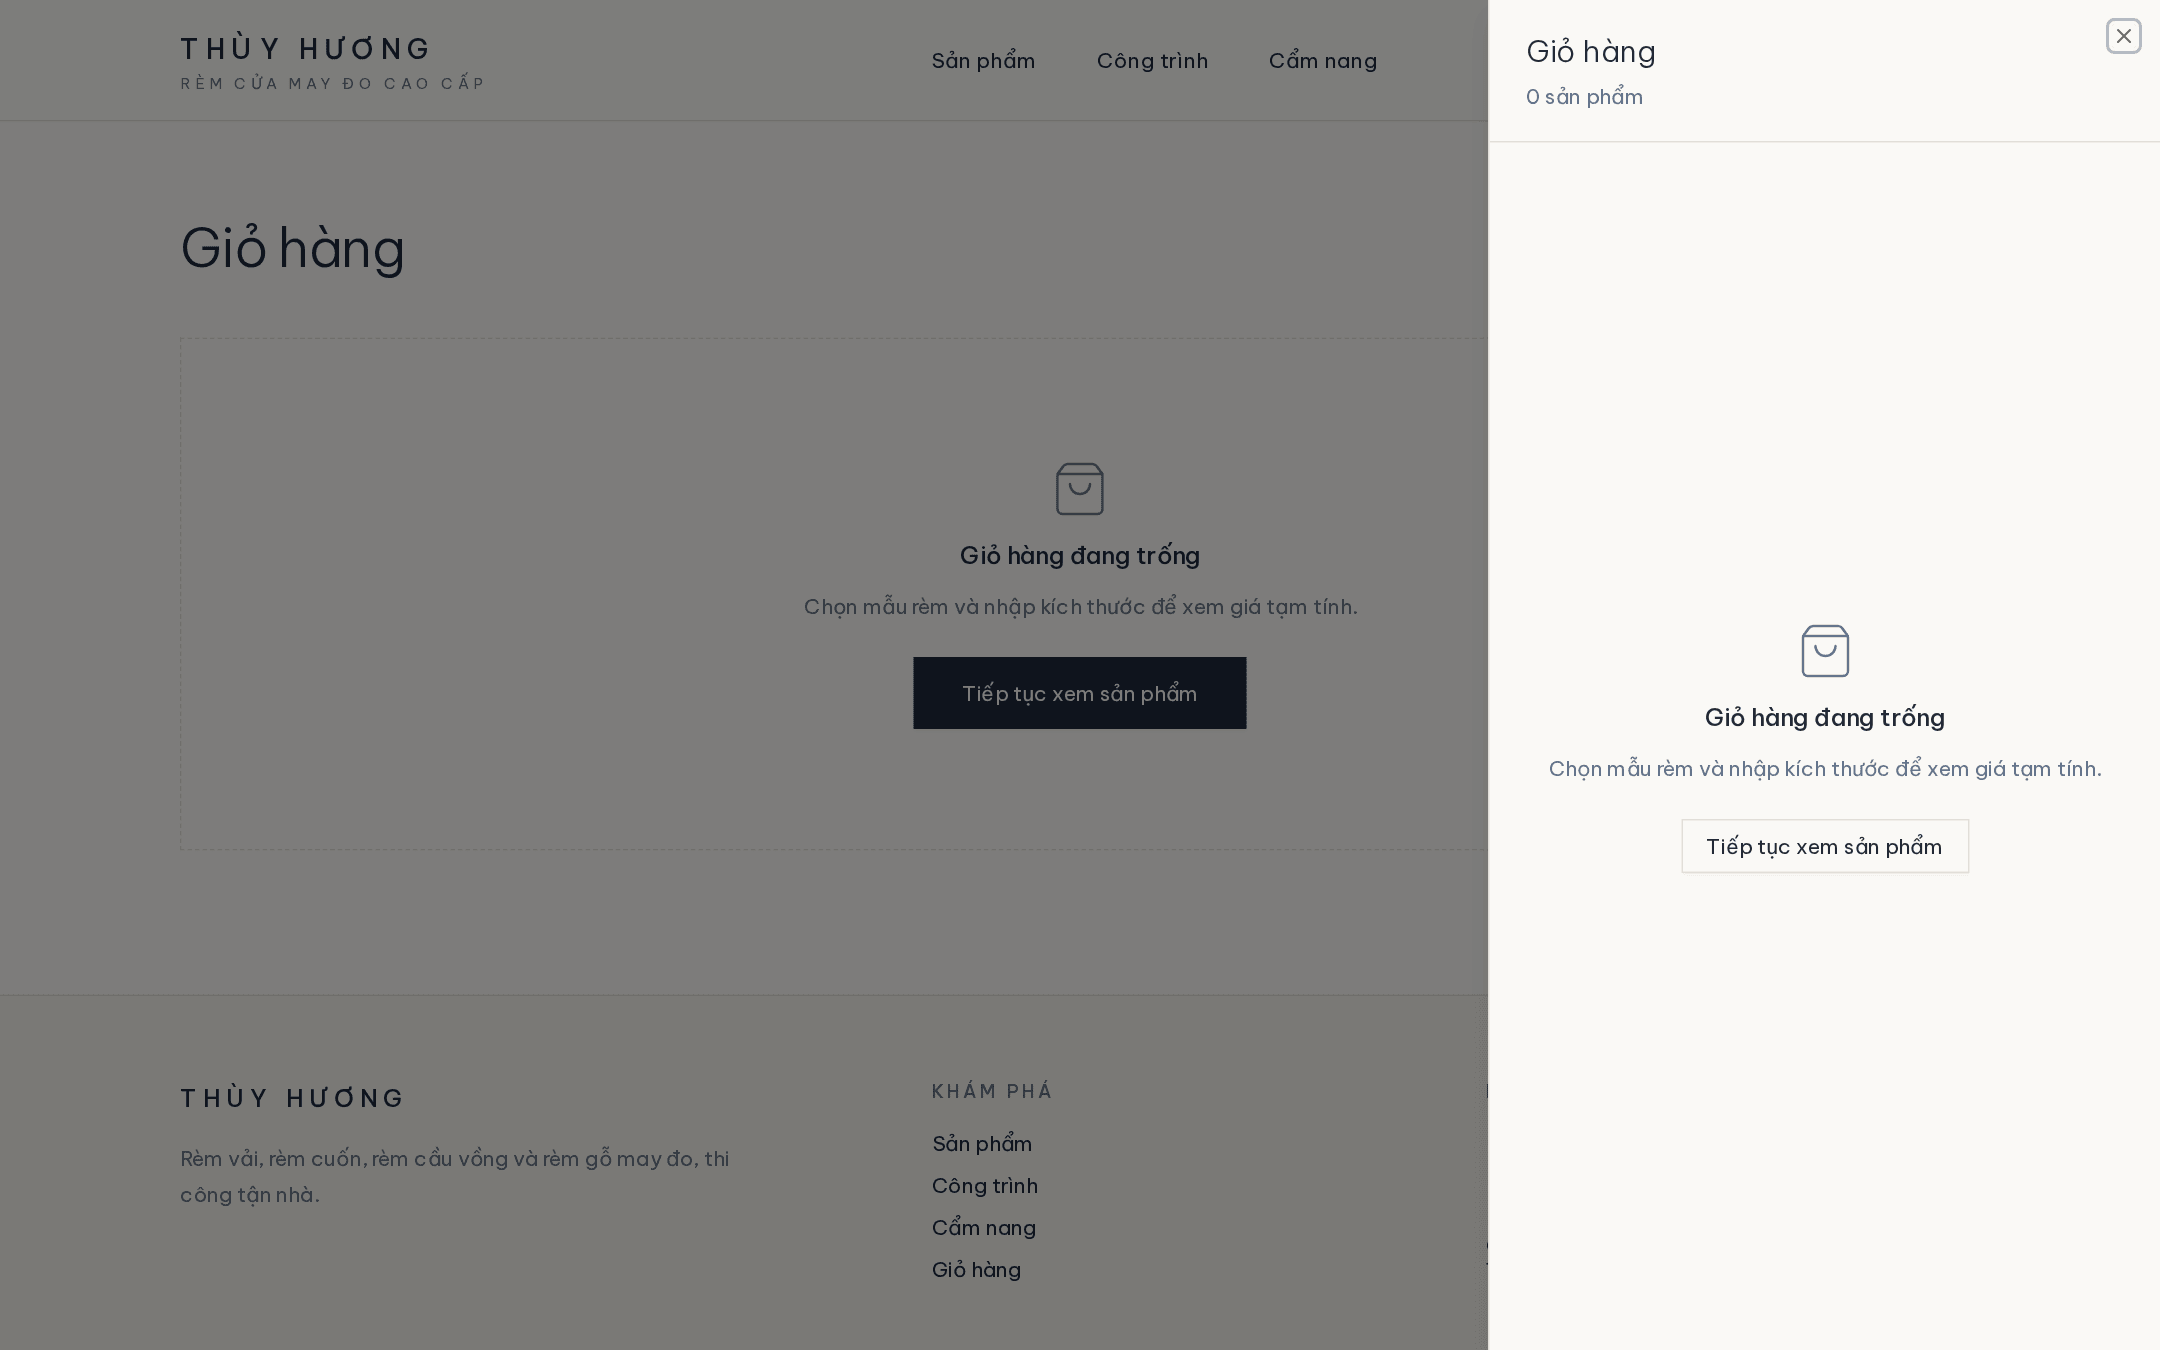 THÙY HƯƠNG
RÈM CỬA MAY ĐO CAO CẤP
Sản phẩm
Công trình
Cẩm nang
Giỏ hàng
Giỏ hàng đang trống
Chọn mẫu rèm và nhập kích thước để xem giá tạm tính.
Tiếp tục xem sản phẩm
THÙY HƯƠNG
Rèm vải, rèm cuốn, rèm cầu vồng và rèm gỗ may đo, thi
công tận nhà.
KHÁM PHÁ
Sản phẩm
Công trình
Cẩm nang
Giỏ hàng
Giỏ hàng
0 sản phẩm
Giỏ hàng đang trống
Chọn mẫu rèm và nhập kích thước để xem giá tạm tính.
Tiếp tục xem sản phẩm